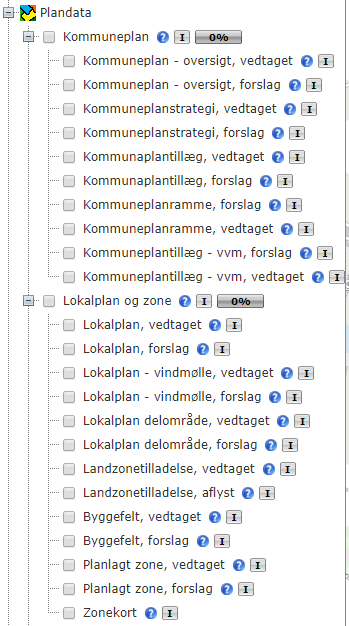 Plandata
Kommuneplan ? I 0%
Kommuneplan - oversigt, vedtaget ? I
Kommuneplan - oversigt, forslag ? I
Kommuneplanstrategi, vedtaget ? I
Kommuneplanstrategi, forslag ? I
Kommunaplantillæg, vedtaget ? I
Kommunaplantillæg, forslag ? I
Kommuneplanramme, forslag ? I
Kommuneplanramme, vedtaget ? I
Kommuneplantillæg - vvm, forslag ? I
Kommuneplantillæg - vvm, vedtaget ? I
Lokalplan og zone ? I 0%
Lokalplan, vedtaget ? I
Lokalplan, forslag ? I
Lokalplan - vindmølle, vedtaget ? I
Lokalplan - vindmølle, forslag ? I
Lokalplan delområde, vedtaget ? I
Lokalplan delområde, forslag ? I
Landzonetilladelse, vedtaget ? I
Landzonetilladelse, aflyst ? I
Byggefelt, vedtaget ? I
Byggefelt, forslag ? I
Planlagt zone, vedtaget ? I
Planlagt zone, forslag ? I
Zonekort ? I